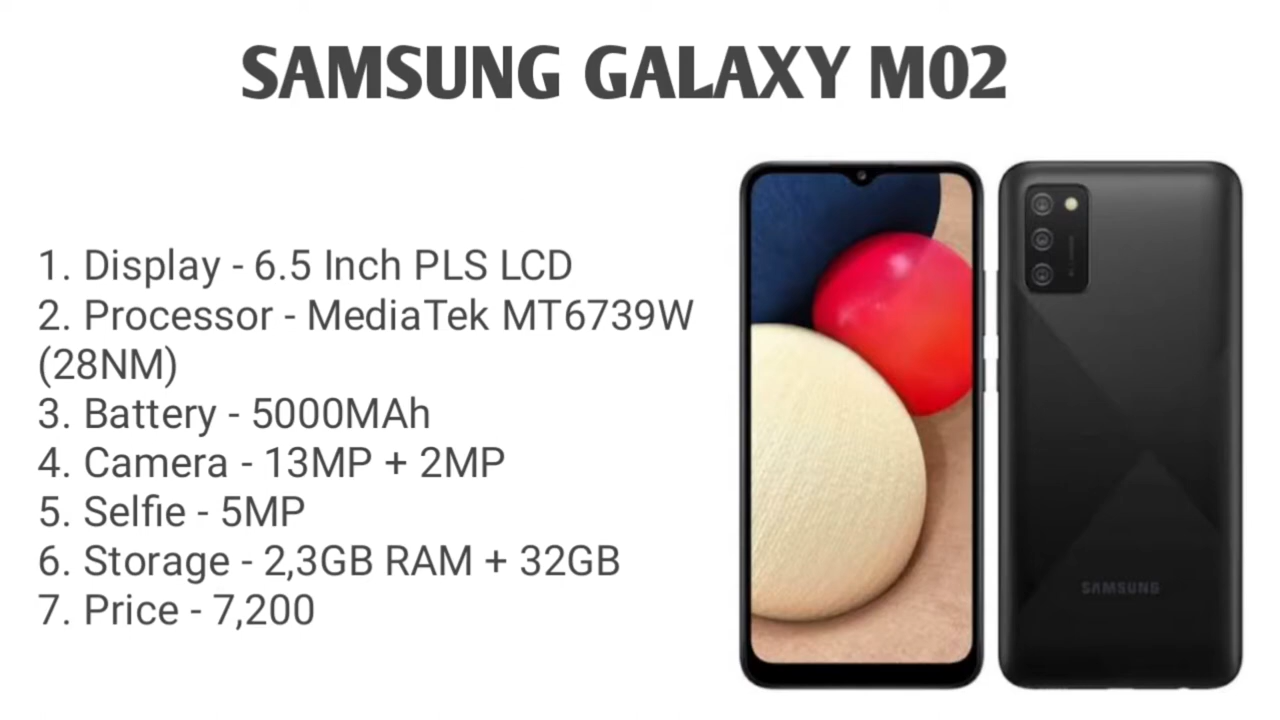 SAMSUNG GALAXY M02
1. Display - 6.5 Inch PLS LCD
2. Processor - MediaTek MT6739W
(28NM)
3. Battery - 5000MAh
4. Camera - 13MP + 2MP
5. Selfie - 5MP
6. Storage - 2,3GB RAM + 32GB
7. Price - 7,200
SAMSUNG